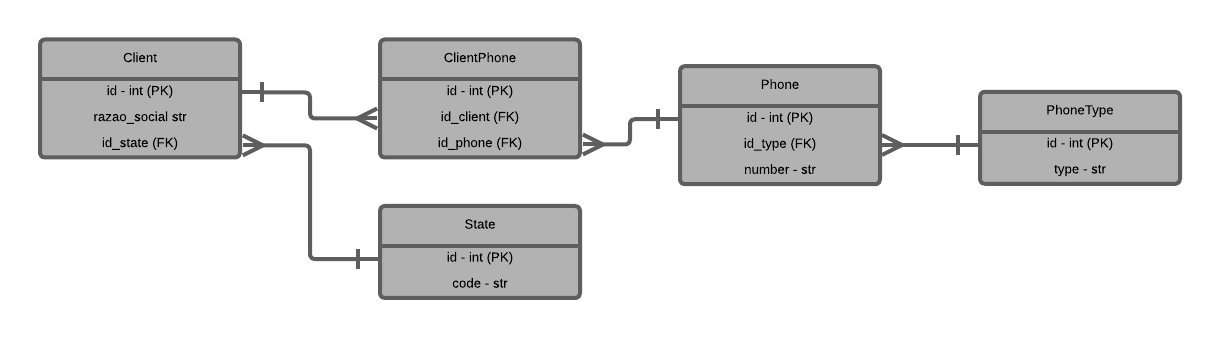 Client
id - int (PK)
razao_social str
id_state (FK)
ClientPhone
id - int (PK)
id_client (FK)
id_phone (FK)
Phone
id - int (PK)
id_type (FK)
number - str
PhoneType
id - int (PK)
type - str
State
id - int (PK)
code - str